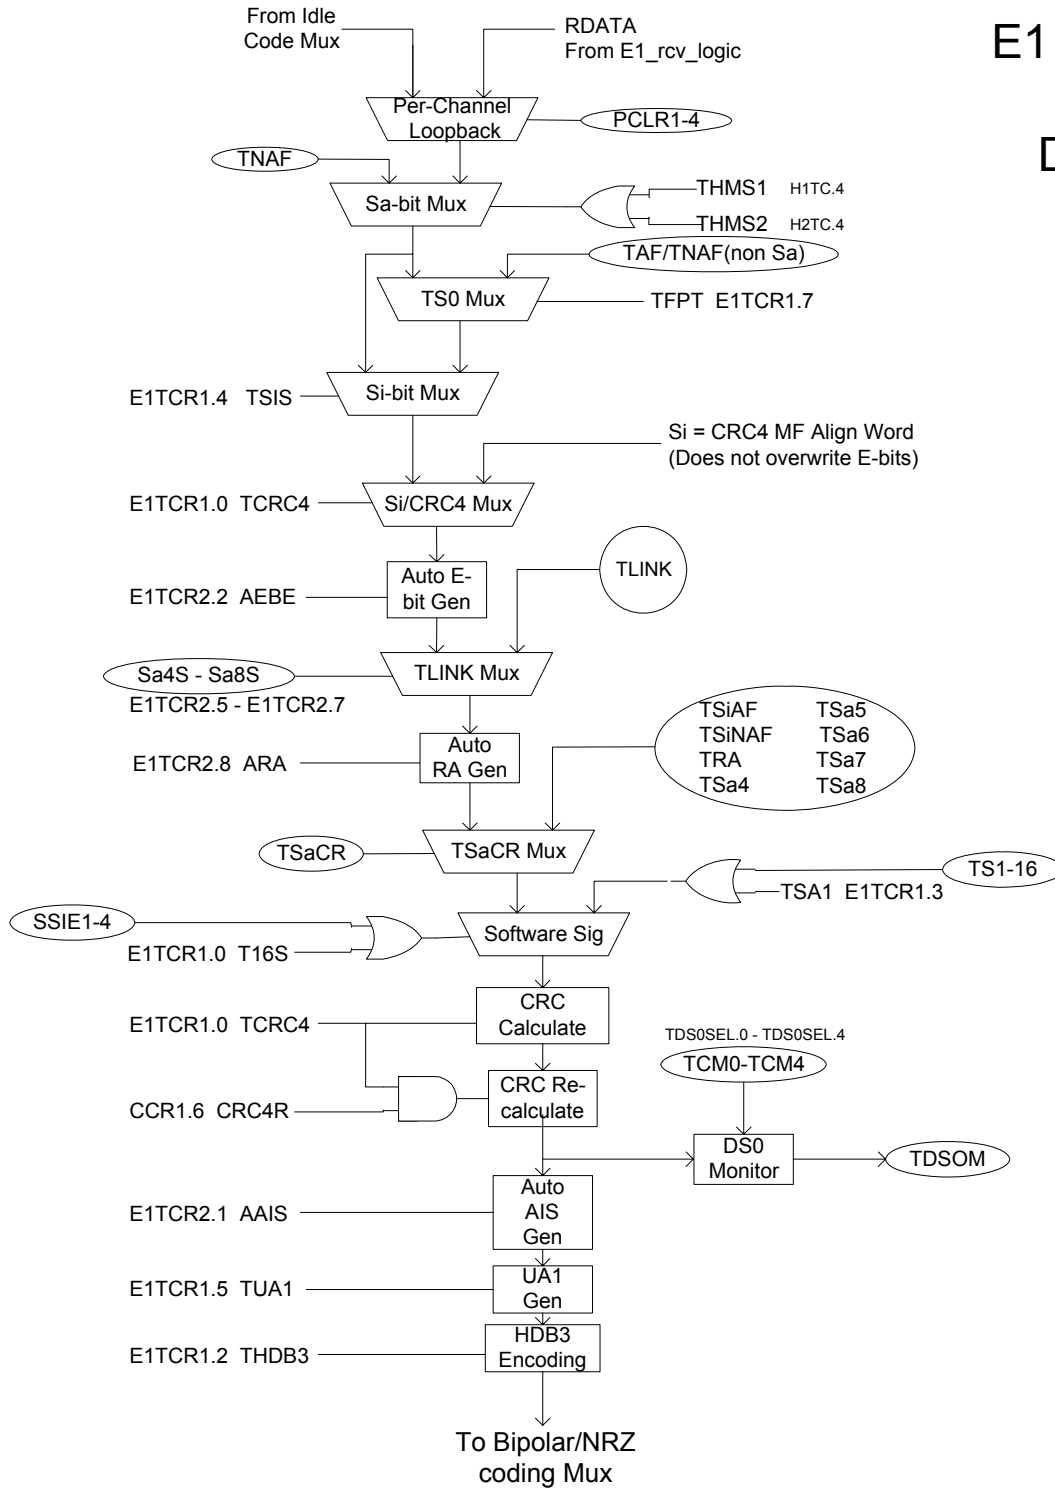 From Idle
Code Mux
RDATA
From E1_rcv_logic
E1
Per-Channel
Loopback
PCLR1-4
D
TNAF
Sa-bit Mux
THMS1 H1TC.4
THMS2 H2TC.4
TAF/TNAF(non Sa)
TS0 Mux
TFPT E1TCR1.7
E1TCR1.4 TSIS
Si-bit Mux
Si = CRC4 MF Align Word
(Does not overwrite E-bits)
E1TCR1.0 TCRC4
Si/CRC4 Mux
Auto E-
bit Gen
TLINK
E1TCR2.2 AEBE
Sa4S - Sa8S
TLINK Mux
E1TCR2.5 - E1TCR2.7
TSiAF TSa5
TSiNAF TSa6
TRA TSa7
TSa4 TSa8
Auto
RA Gen
E1TCR2.8 ARA
TSaCR
TSaCR Mux
TS1-16
TSA1 E1TCR1.3
SSIE1-4
Software Sig
E1TCR1.0 T16S
CRC
Calculate
E1TCR1.0 TCRC4
TDS0SEL.0 - TDS0SEL.4
TCM0-TCM4
CRC Re-
calculate
CCR1.6 CRC4R
DS0
Monitor
TDSOM
Auto
AIS
Gen
E1TCR2.1 AAIS
UA1
Gen
E1TCR1.5 TUA1
HDB3
Encoding
E1TCR1.2 THDB3
To Bipolar/NRZ
coding Mux